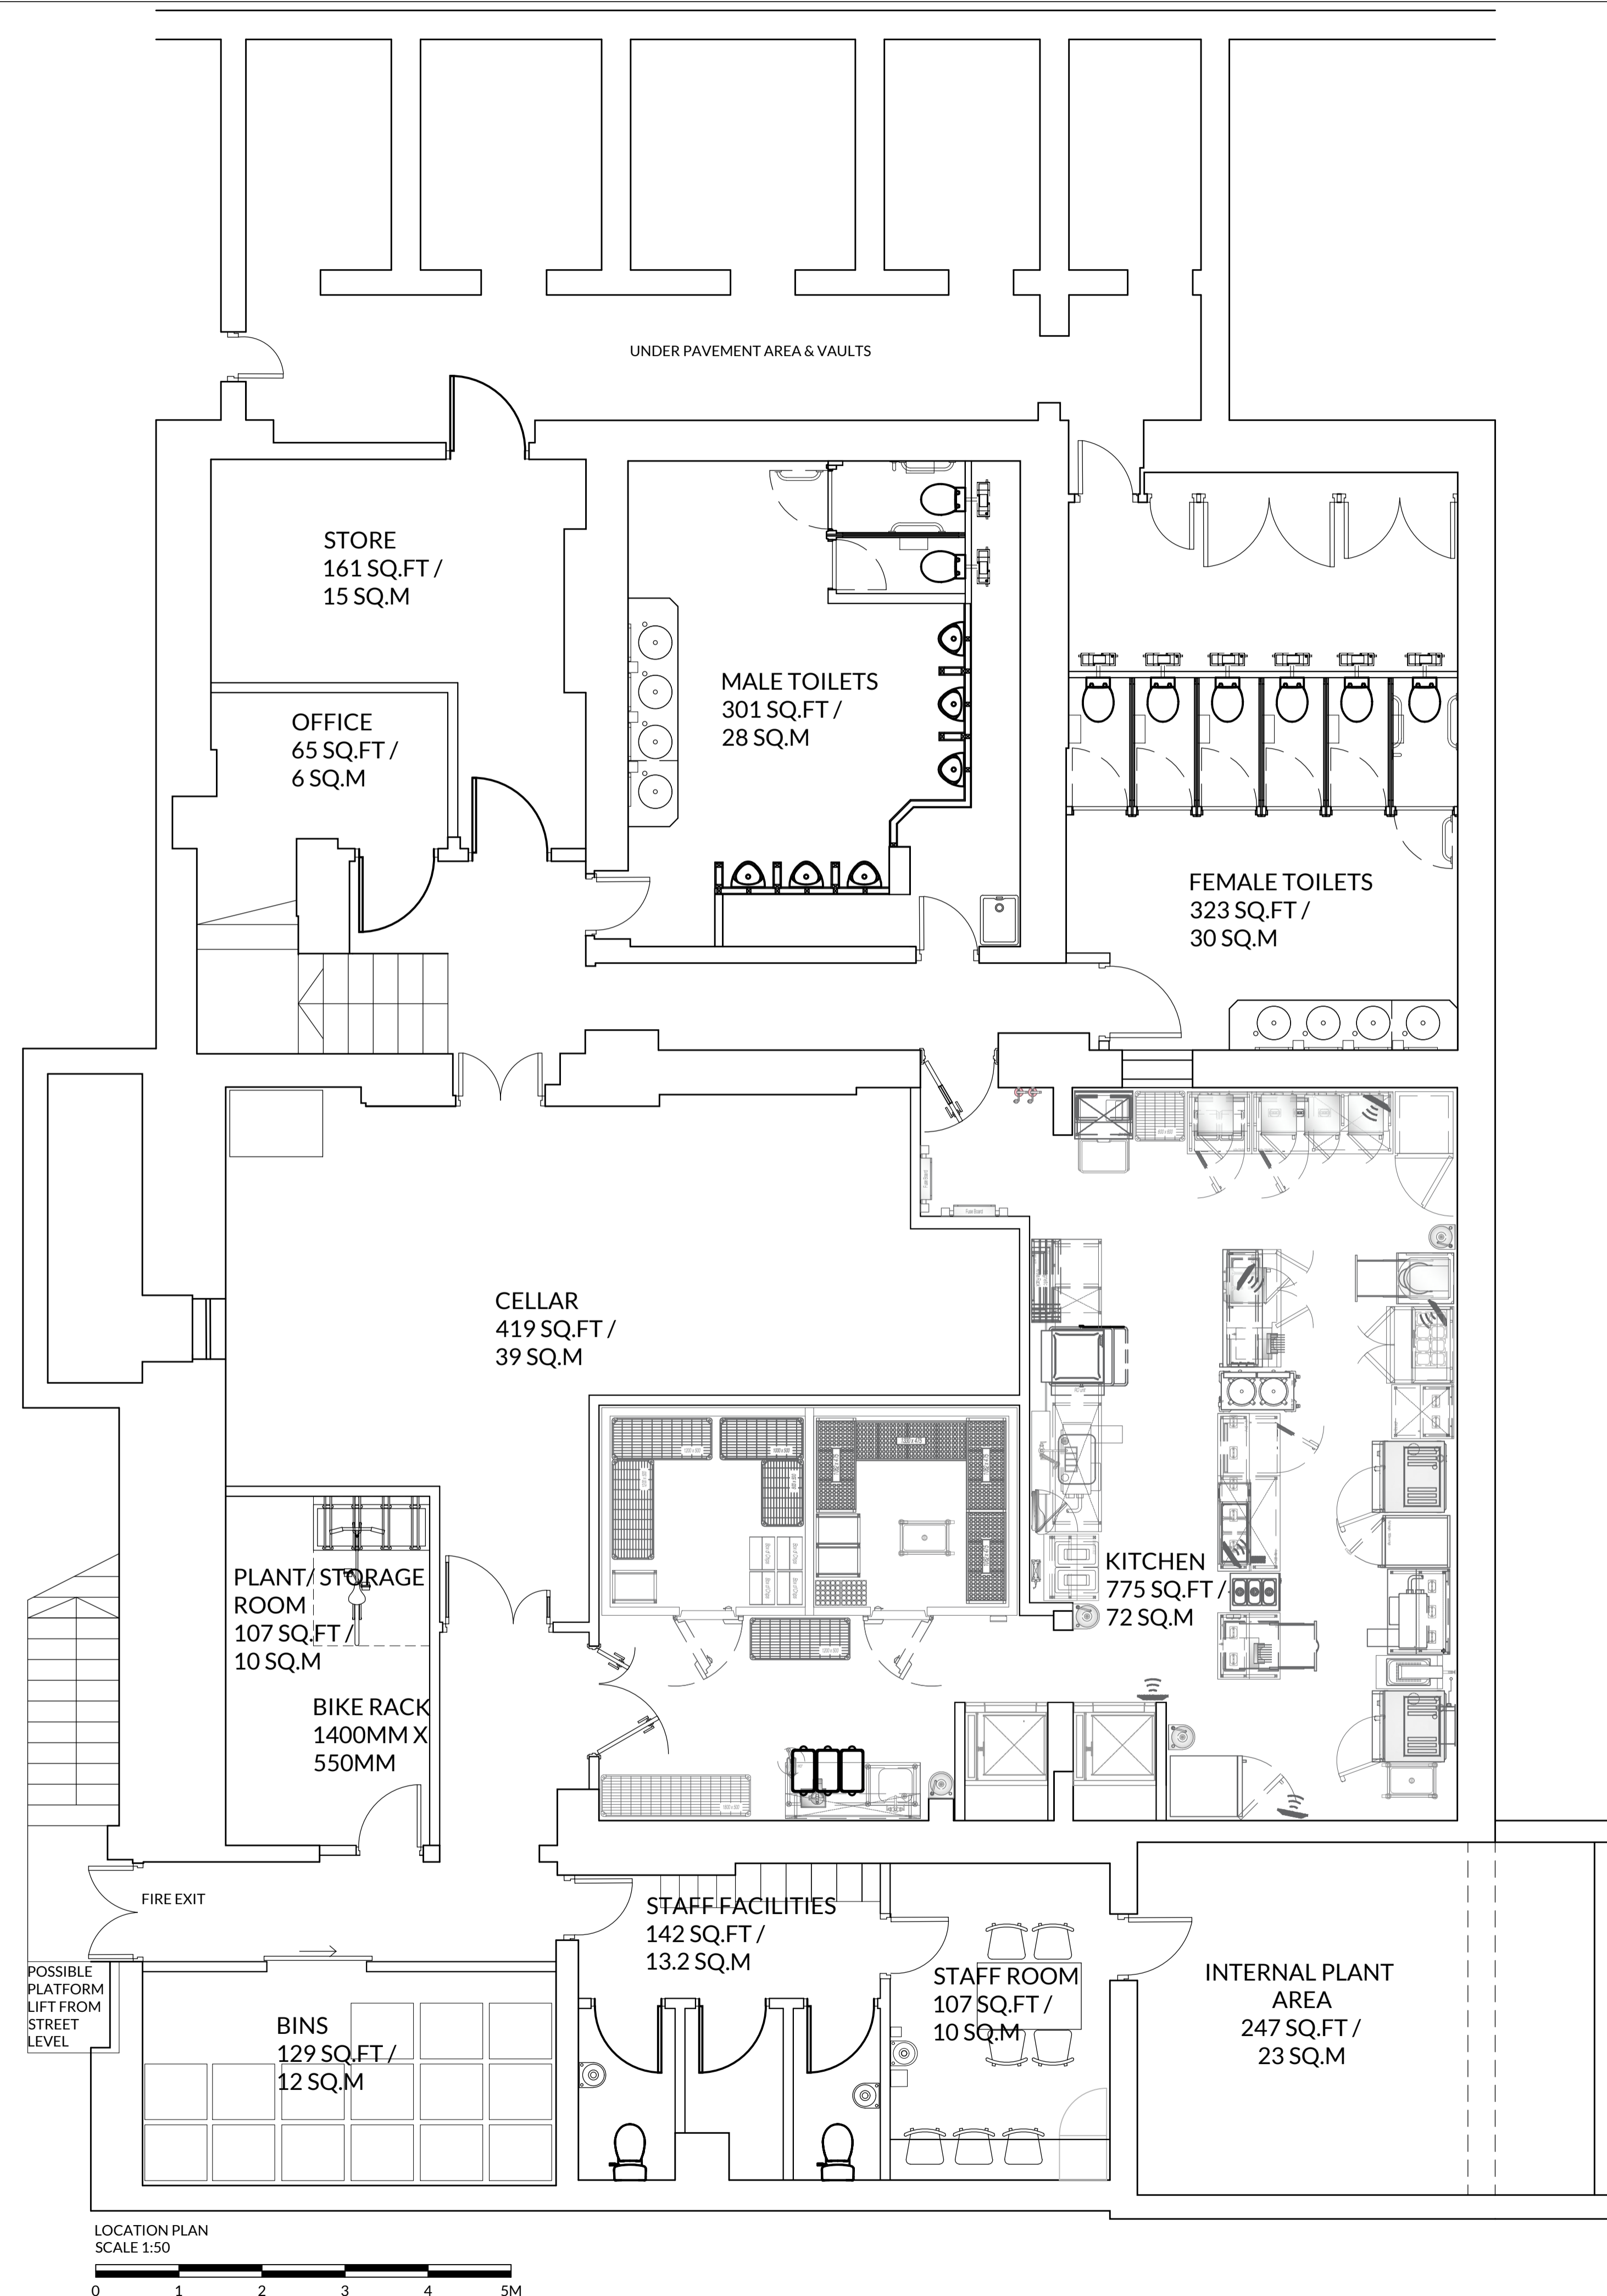 UNDER PAVEMENT AREA & VAULTS
STORE
161 SQ.FT /
15 SQ.M
MALE TOILETS
301 SQ.FT /
28 SQ.M
OFFICE
65 SQ.FT /
6 SQ.M
FEMALE TOILETS
323 SQ.FT /
30 SQ.M
Fuse Board
Fuse Board
CELLAR
419 SQ.FT /
39 SQ.M
KITCHEN
775 SQ.FT /
72 SQ.M
PLANT/ STORAGE
ROOM
107 SQ.FT /
10 SQ.M
BIKE RACK
1400MM X
550MM
FIRE EXIT
STAFF FACILITIES
142 SQ.FT /
13.2 SQ.M
STAFF ROOM
107 SQ.FT /
10 SQ.M
INTERNAL PLANT
AREA
247 SQ.FT /
23 SQ.M
POSSIBLE
PLATFORM
LIFT FROM
STREET
LEVEL
BINS
129 SQ.FT /
12 SQ.M
LOCATION PLAN
SCALE 1:50
0 1 2 3 4 5M